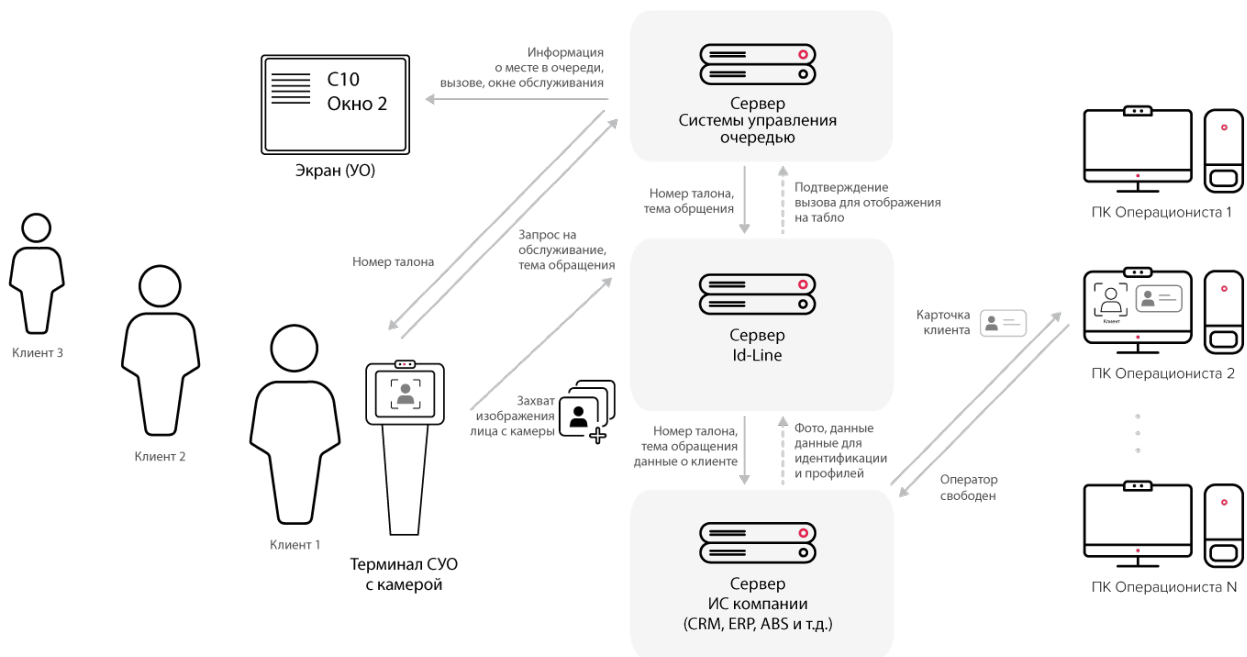 Информация
о месте в очереди,
вызове, окне обслуживания
С10
Окно 2
Экран (УО)
Сервер
Системы управления
очередью
ПК Операциониста 1
Номер талона,
тема обрщения
Подтверждение
вызова для отображения
на табло
Номер талона
Запрос на
обслуживание,
тема обращения
Клиент 3
Клиент 2
Клиент 1
Захват
изображения
лица с камеры
Терминал СУО
с камерой
Сервер
Id-Line
Карточка
клиента
Клиент
ПК Операциониста 2
Номер талона,
тема обращения
данные о клиенте
Фото, данные
данные для
идентификации
и профилей
Оператор
свободен
Сервер
ИС компании
(CRM, ERP, ABS и т.д.)
ПК Операциониста N